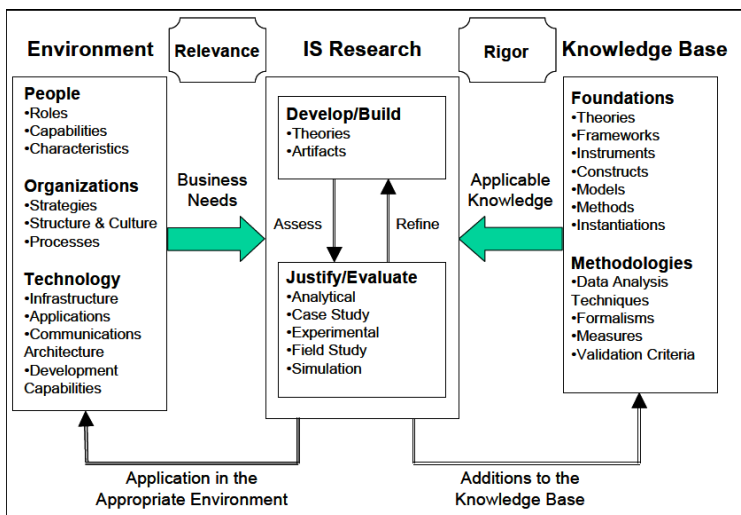 Environment
Relevance
IS Research
Rigor
Knowledge Base
People
•Roles
•Capabilities
•Characteristics
Organizations
•Strategies
•Structure & Culture
•Processes
Technology
•Infrastructure
•Applications
•Communications
Architecture
•Development
Capabilities
Business
Needs
Develop/Build
•Theories
•Artifacts
Assess
Refine
Justify/Evaluate
•Analytical
•Case Study
•Experimental
•Field Study
•Simulation
Applicable
Knowledge
Foundations
•Theories
•Frameworks
•Instruments
•Constructs
•Models
•Methods
•Instantiations
Methodologies
•Data Analysis
Techniques
•Formalisms
•Measures
•Validation Criteria
Application in the
Appropriate Environment
Additions to the
Knowledge Base